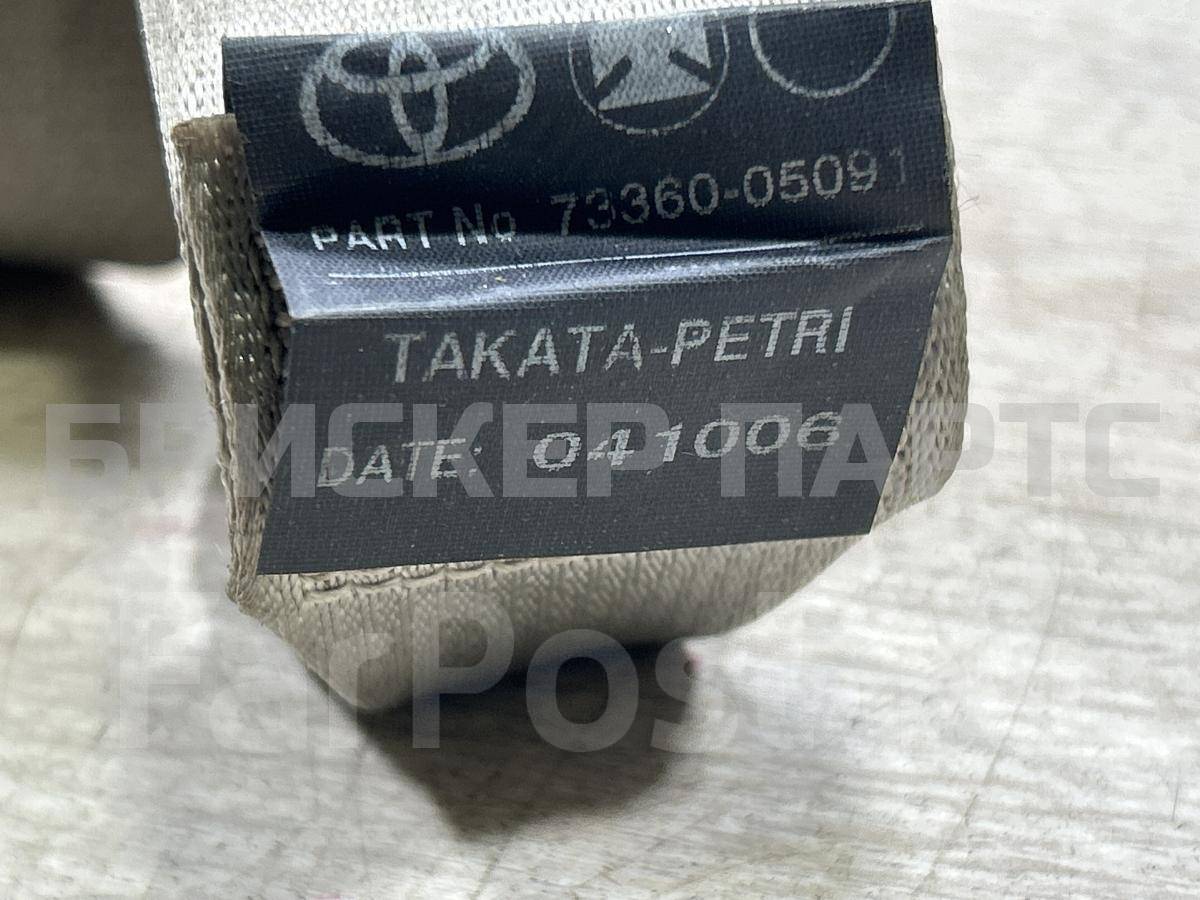 PART No 73360-05091
TAKATA-PETRI
DATE: 041006
БРИСКЕР ПАРТС
FarPost